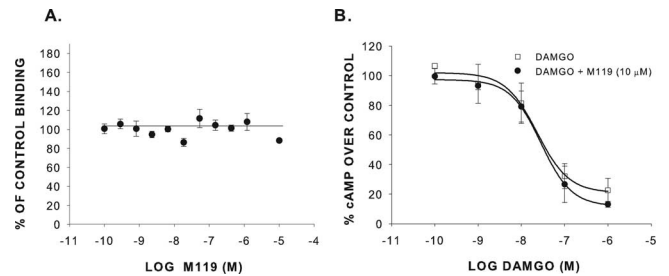 A.
% OF CONTROL BINDING
180
160
140
120
100
80
60
40
20
0
-11 -10 -9 -8 -7 -6 -5 -4
LOG M119 (M)
B.
% cAMP OVER CONTROL
120
100
80
60
40
20
0
DAMGO
DAMGO + M119 (10 μM)
-11 -10 -9 -8 -7 -6 -5
LOG DAMGO (M)